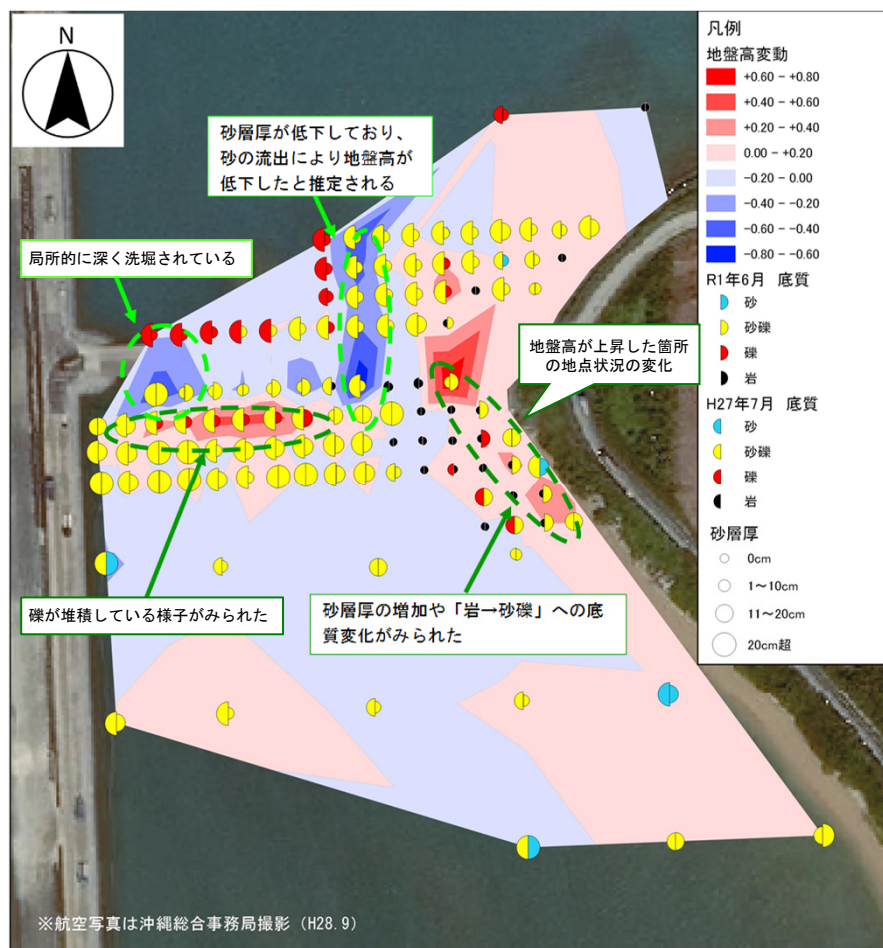 N
砂層厚が低下しており、
砂の流出により地盤高が
低下したと推定される
局所的に深く洗堀されている
地盤高が上昇した箇所
の地点状況の変化
礫が堆積している様子がみられた
砂層厚の増加や「岩→砂礫」への底
質変化がみられた
※航空写真は沖縄総合事務局撮影（H28.9）
凡例
地盤高変動
+0.60 - +0.80
+0.40 - +0.60
+0.20 - +0.40
0.00 - +0.20
-0.20 - 0.00
-0.40 - -0.20
-0.60 - -0.40
-0.80 - -0.60
R1年6月 底質
砂
砂礫
礫
岩
H27年7月 底質
砂
砂礫
礫
岩
砂層厚
0cm
1～10cm
11～20cm
20cm超